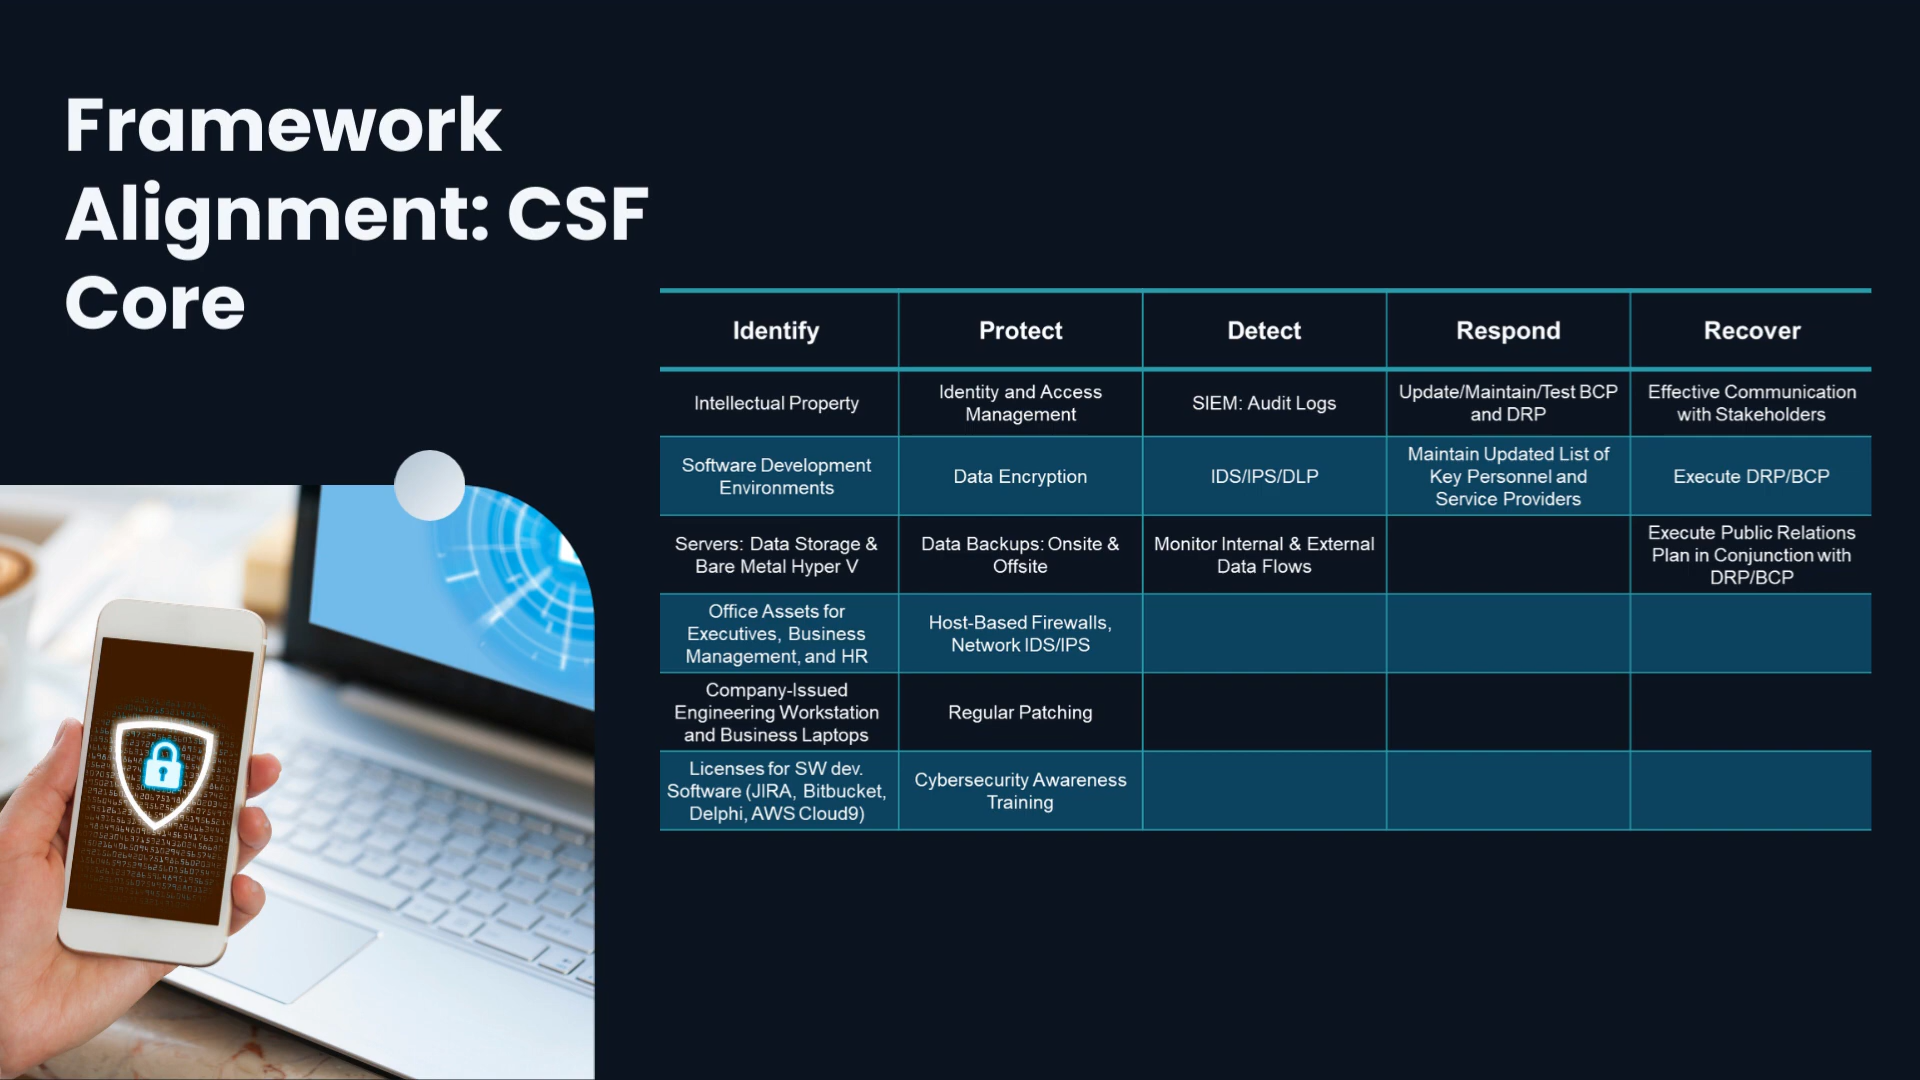 Framework
Alignment: CSF
Core
Identify
Protect
Detect
Respond
Recover
Intellectual Property
Identity and Access
Management
SIEM: Audit Logs
Update/Maintain/Test BCP
and DRP
Effective Communication
with Stakeholders
Software Development
Environments
Data Encryption
IDS/IPS/DLP
Maintain Updated List of
Key Personnel and
Service Providers
Execute DRP/BCP
Servers: Data Storage &
Bare Metal Hyper V
Data Backups: Onsite &
Offsite
Monitor Internal & External
Data Flows
Execute Public Relations
Plan in Conjunction with
DRP/BCP
Office Assets for
Executives, Business
Management, and HR
Host-Based Firewalls,
Network IDS/IPS
Company-Issued
Engineering Workstation
and Business Laptops
Regular Patching
Licenses for SW dev.
Software (JIRA, Bitbucket,
Delphi, AWS Cloud9)
Cybersecurity Awareness
Training